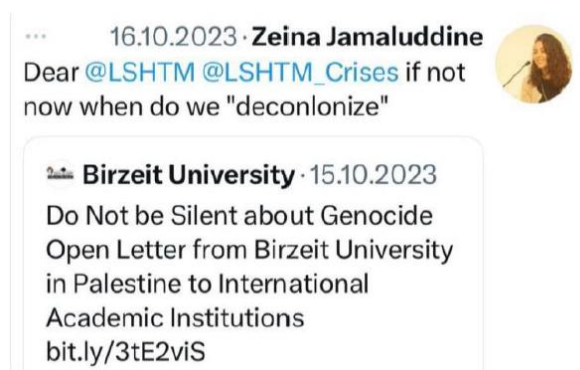 ... 16.10.2023 · Zeina Jamaluddine
Dear @LSHTM @LSHTM_Crises if not
now when do we "deconlonize"
Birzeit University · 15.10.2023
Do Not be Silent about Genocide
Open Letter from Birzeit University
in Palestine to International
Academic Institutions
bit.ly/3tE2viS